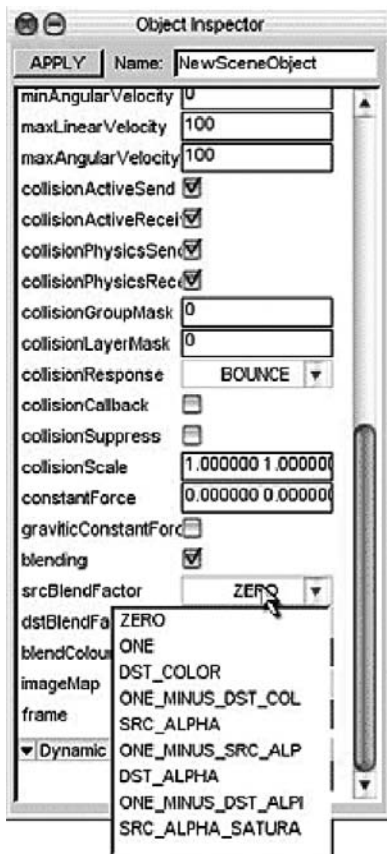 Object Inspector
APPLY Name: NewSceneObject
minAngularVelocity 0
maxLinearVelocity 100
maxAngularVelocity 100
collisionActiveSend
collisionActiveRecei
collisionPhysicsSend
collisionPhysicsRece
collisionGroupMask 0
collisionLayerMask 0
collisionResponse BOUNCE
collisionCallback
collisionSuppress
collisionScale 1.000000 1.000000
constantForce 0.000000 0.000000
graviticConstantForc
blending
srcBlendFactor ZERO
dstBlendFa
blendColour
imageMap
frame
Dynamic
ZERO
ONE
DST_COLOR
ONE_MINUS_DST_COL
SRC_ALPHA
ONE_MINUS_SRC_ALP
DST_ALPHA
ONE_MINUS_DST_ALPI
SRC_ALPHA_SATURA